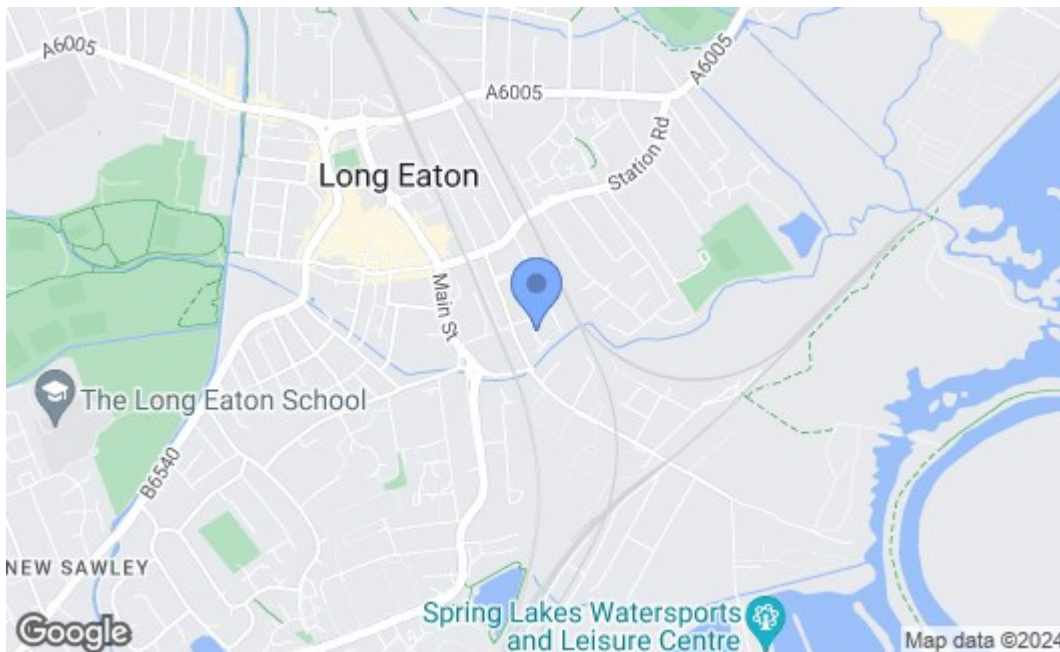 A6005
A6005
A6005
Station Rd
Long Eaton
Main St
The Long Eaton School
B6540
NEW SAWLEY
Spring Lakes Watersports
and Leisure Centre
Google
Map data ©2024